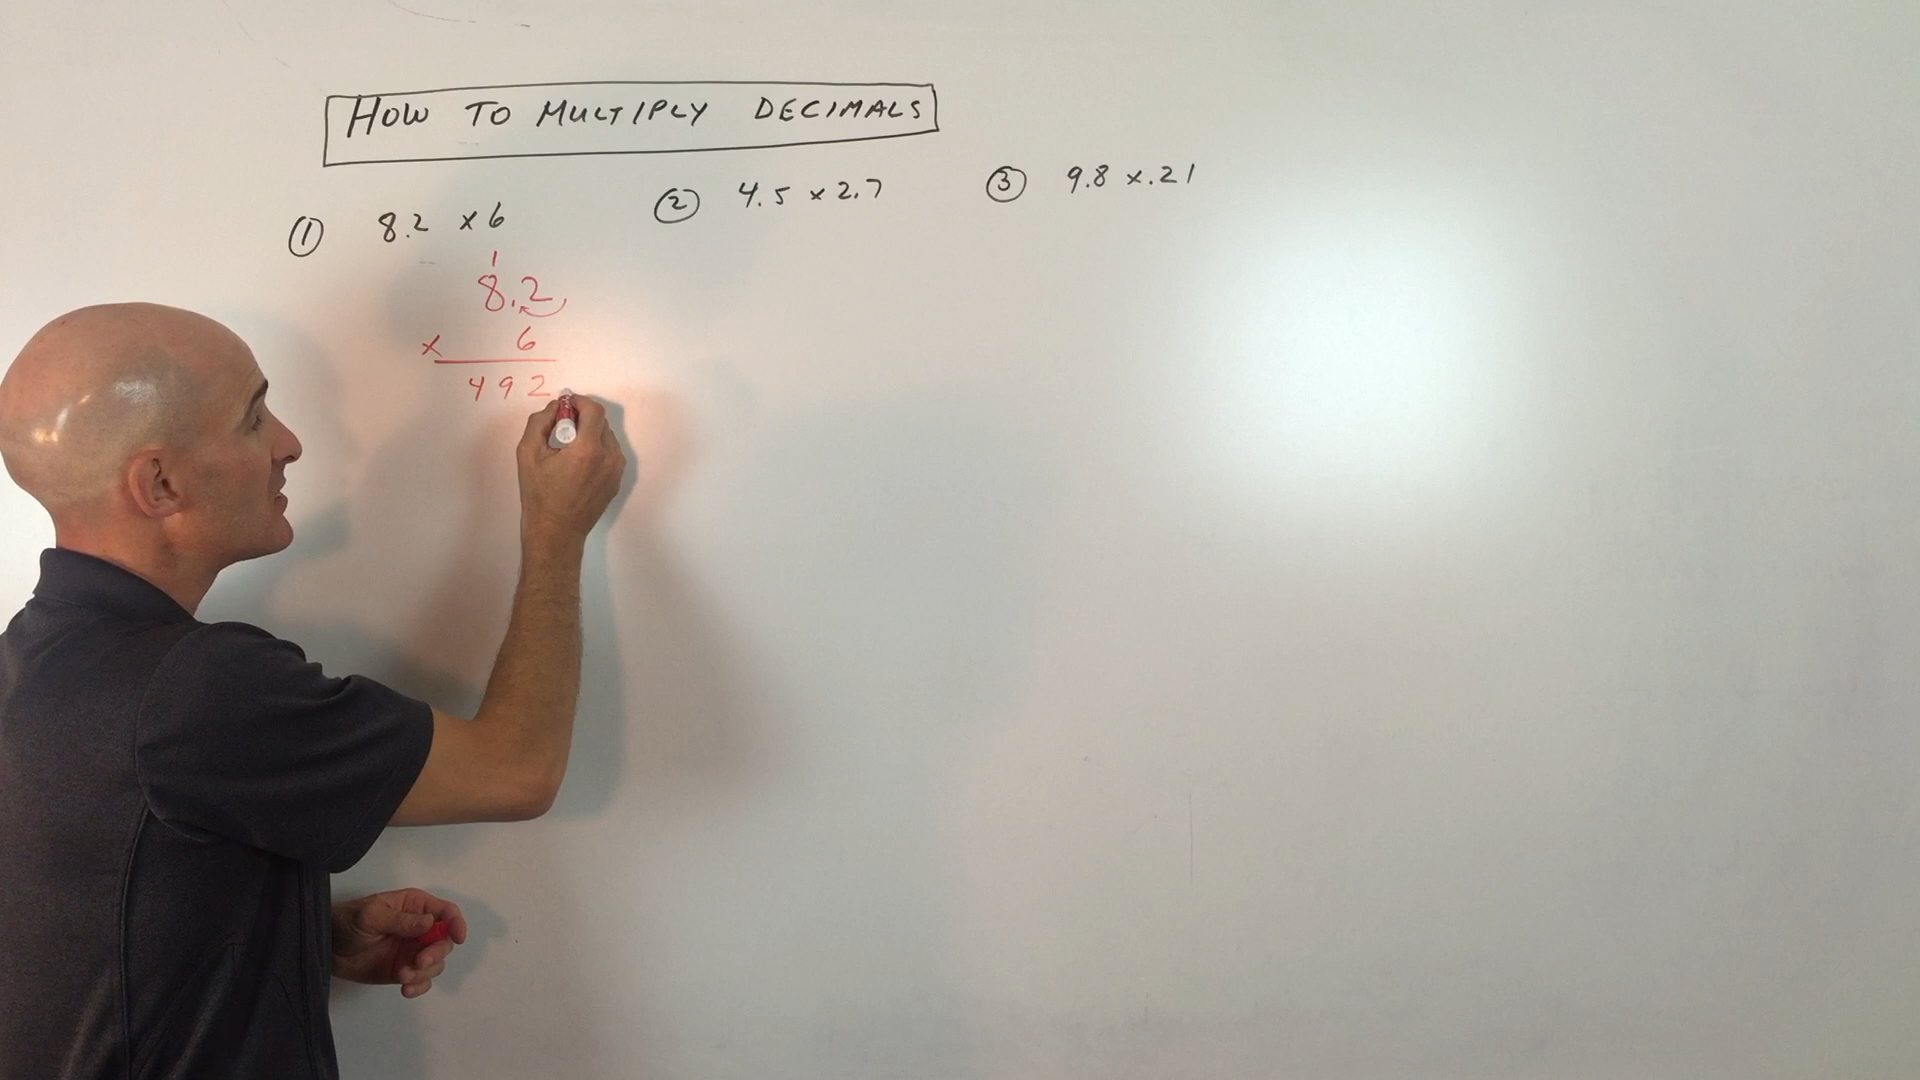 HOW TO MULTIPLY DECIMALS
① 8.2 x 6
1
8.2
x 6
492
② 4.5 x 2.7
③ 9.8 x .21